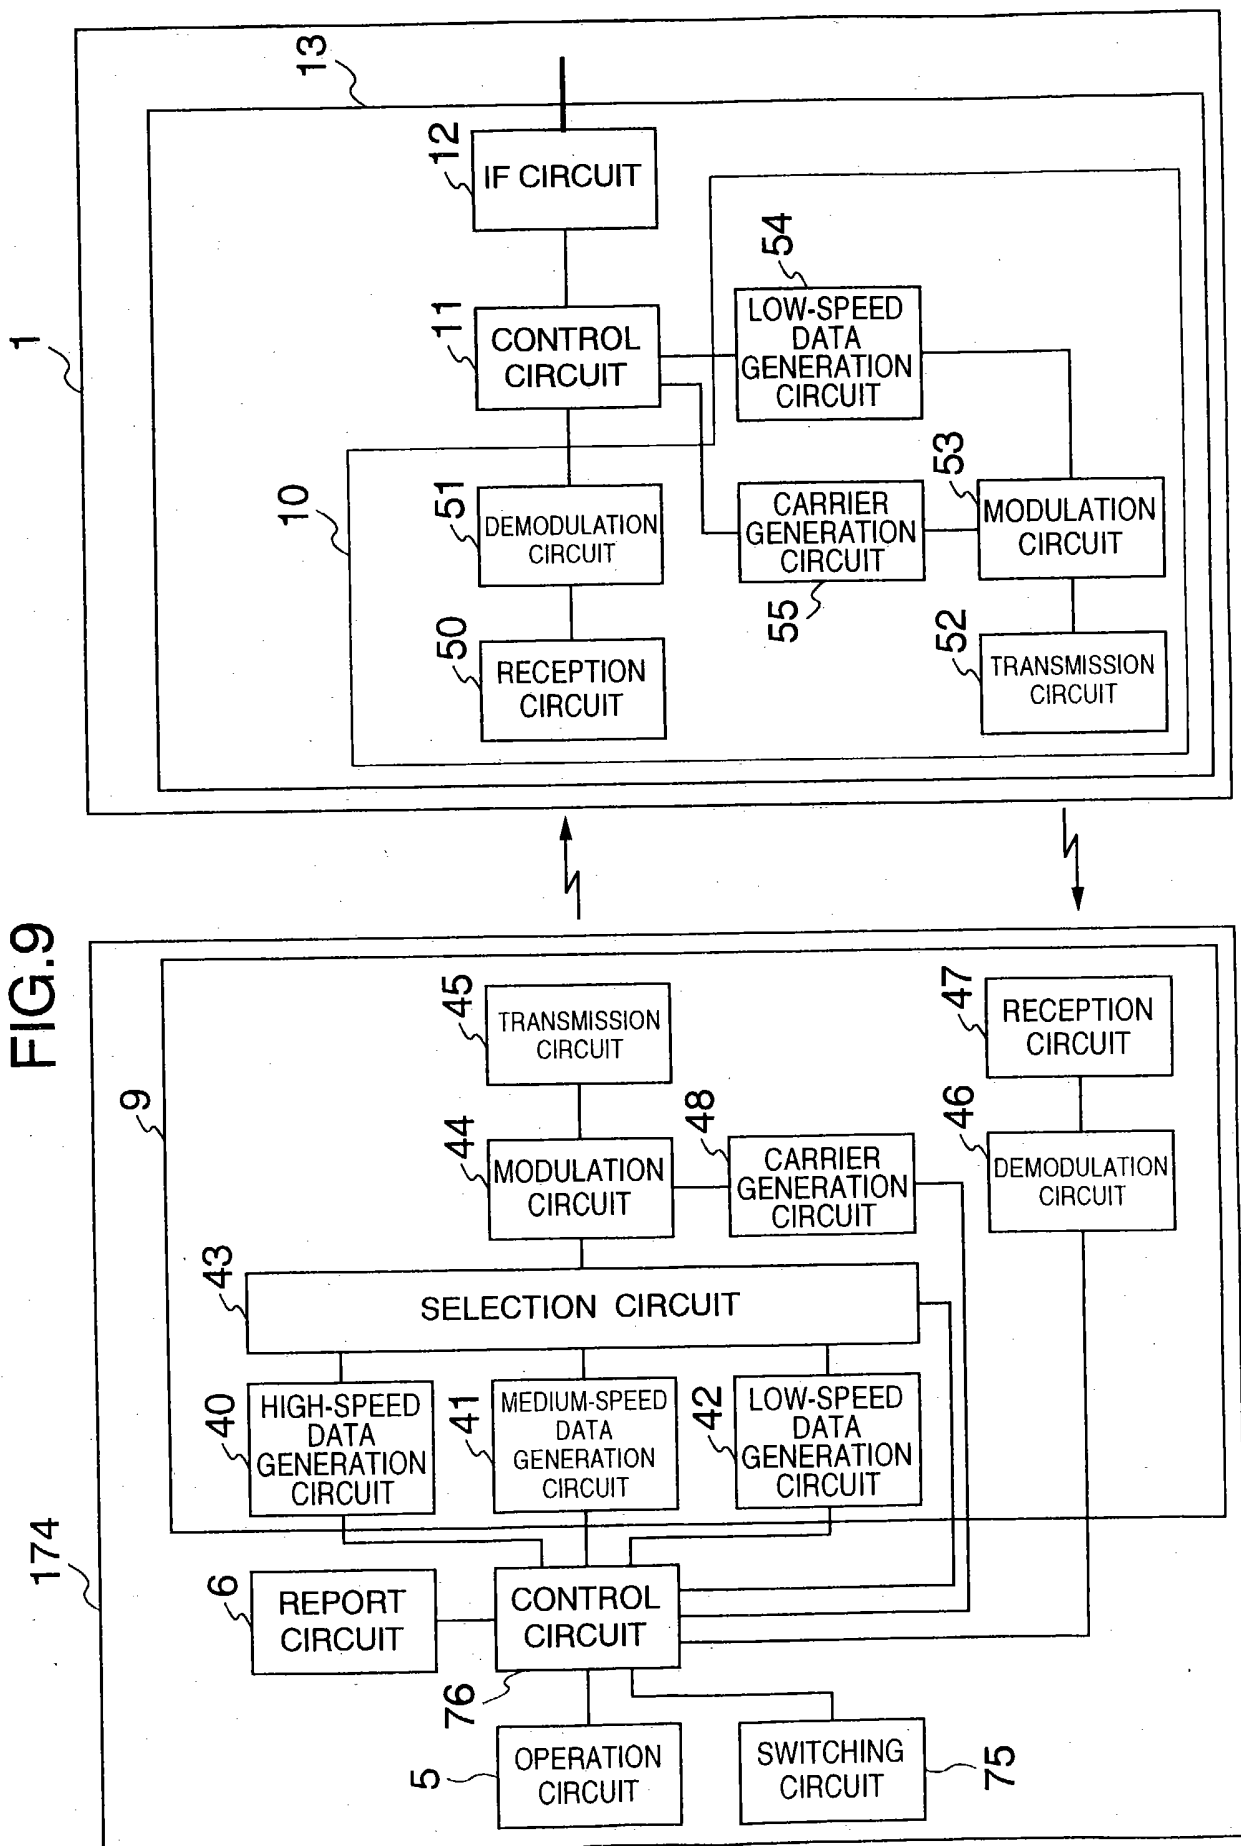 FIG.9
174
9
5
OPERATION
CIRCUIT
SWITCHING
CIRCUIT
75
6
REPORT
CIRCUIT
CONTROL
CIRCUIT
76
40
HIGH-SPEED
DATA
GENERATION
CIRCUIT
41
MEDIUM-SPEED
DATA
GENERATION
CIRCUIT
42
LOW-SPEED
DATA
GENERATION
CIRCUIT
43
SELECTION CIRCUIT
44
MODULATION
CIRCUIT
48
CARRIER
GENERATION
CIRCUIT
45
TRANSMISSION
CIRCUIT
46
DEMODULATION
CIRCUIT
47
RECEPTION
CIRCUIT
1
13
10
50
RECEPTION
CIRCUIT
51
DEMODULATION
CIRCUIT
11
CONTROL
CIRCUIT
12
IF CIRCUIT
52
TRANSMISSION
CIRCUIT
53
MODULATION
CIRCUIT
CARRIER
GENERATION
CIRCUIT
55
54
LOW-SPEED
DATA
GENERATION
CIRCUIT